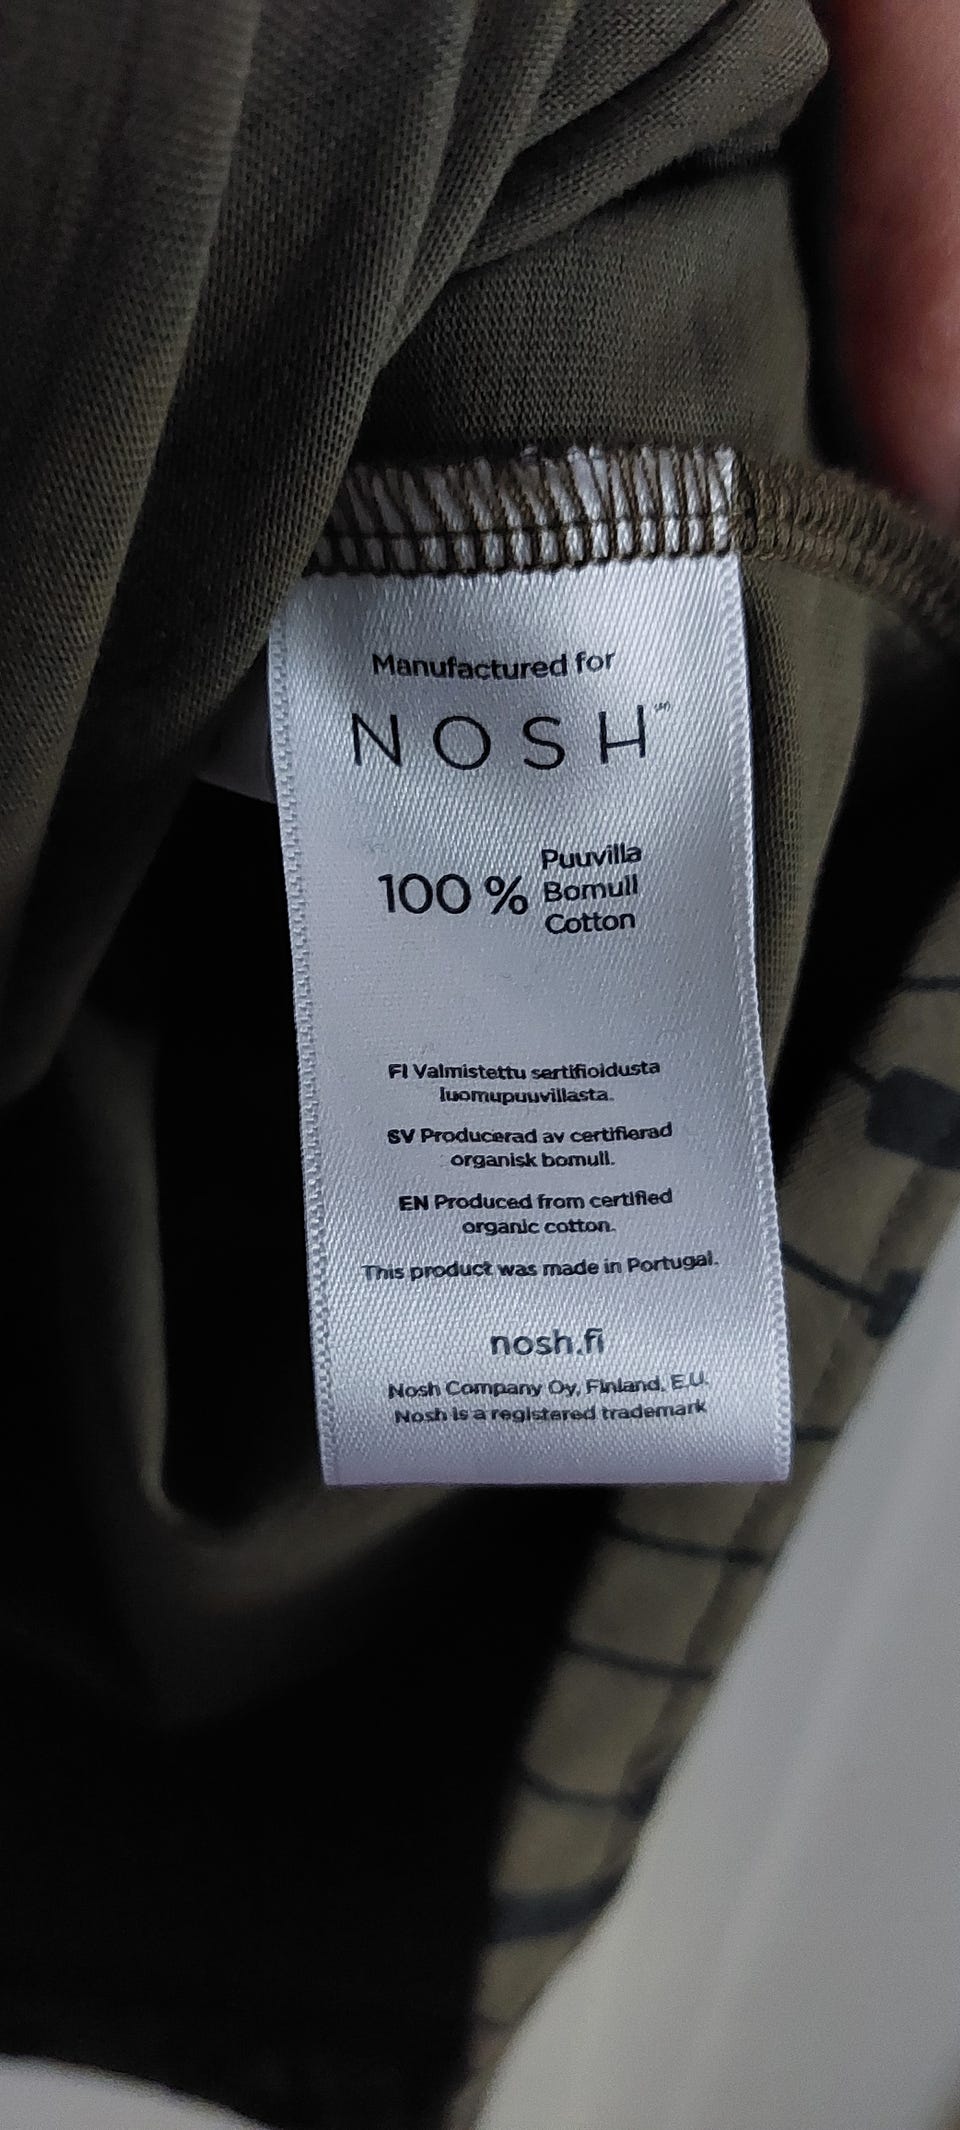 Manufactured for
NOSH
100 % Puuvilla
Bomull
Cotton
FI Valmistettu sertifioidusta
luomupuuvillasta.
SV Producerad av certifierad
organisk bomull.
EN Produced from certified
organic cotton.
This product was made in Portugal.
nosh.fi
Nosh Company Oy, Finland, E.U.
Nosh is a registered trademark